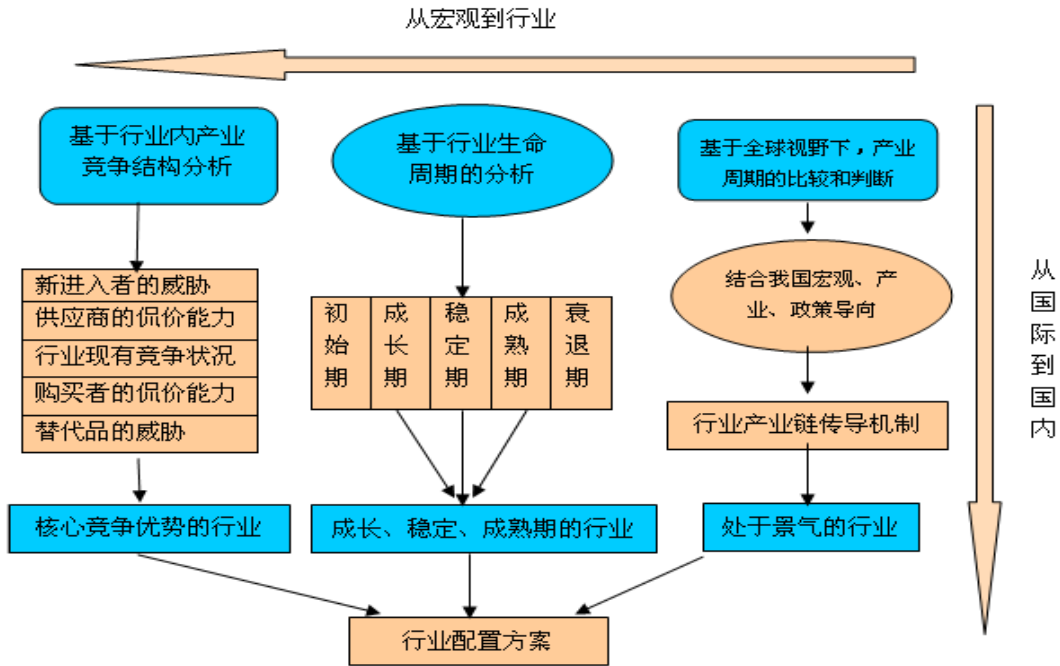 从宏观到行业
基于行业内产业
竞争结构分析
基于行业生命
周期的分析
基于全球视野下，产业
周期的比较和判断
新进入者的威胁
供应商的侃价能力
行业现有竞争状况
购买者的侃价能力
替代品的威胁
初始期
成长期
稳定期
成熟期
衰退期
结合我国宏观、产
业、政策导向
行业产业链传导机制
核心竞争优势的行业
成长、稳定、成熟期的行业
处于景气的行业
行业配置方案
从国际到国内